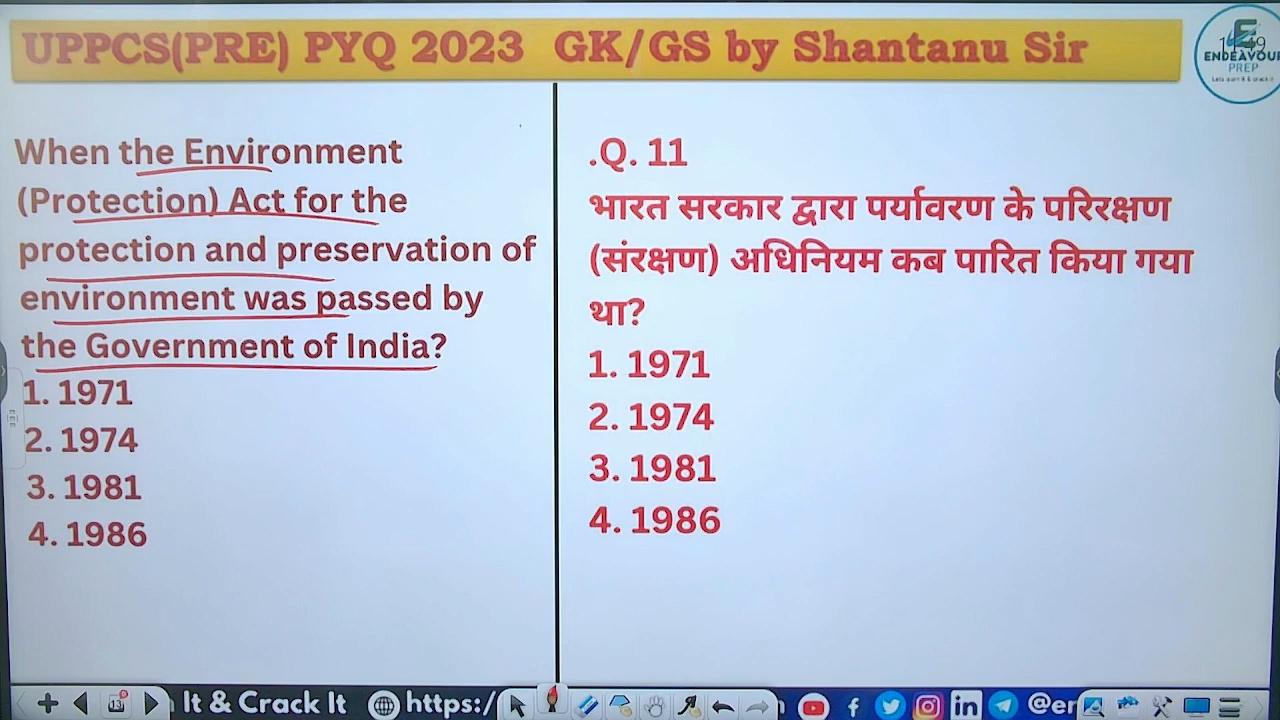 UPPCS(PRE) PYQ 2023 GK/GS by Shantanu Sir
ENDEAVOUR
PREP
When the Environment
(Protection) Act for the
protection and preservation of
environment was passed by
the Government of India?
1. 1971
2. 1974
3. 1981
4. 1986
.Q. 11
भारत सरकार द्वारा पर्यावरण के परिरक्षण
(संरक्षण) अधिनियम कब पारित किया गया
था?
1. 1971
2. 1974
3. 1981
4. 1986
13 It & Crack It https:/ @er